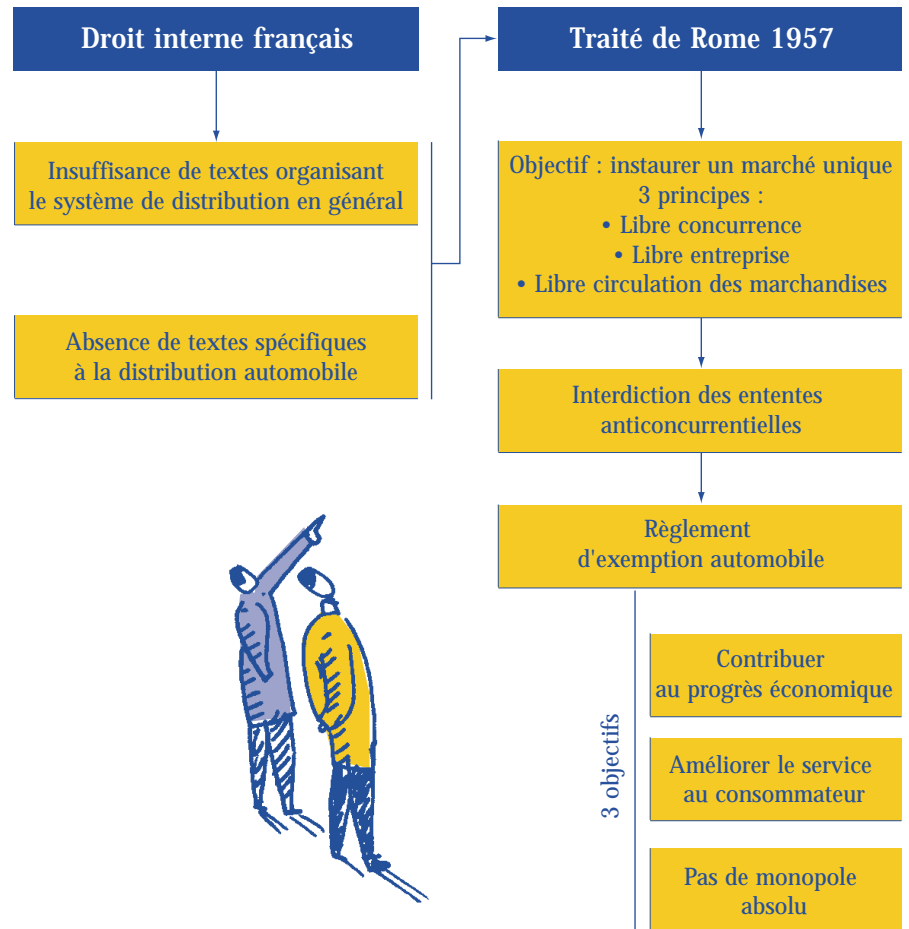 Droit interne français
Insuffisance de textes organisant
le système de distribution en général
Absence de textes spécifiques
à la distribution automobile
Traité de Rome 1957
Objectif : instaurer un marché unique
3 principes :
• Libre concurrence
• Libre entreprise
• Libre circulation des marchandises
Interdiction des ententes
anticoncurrentielles
Règlement
d'exemption automobile
3 objectifs
Contribuer
au progrès économique
Améliorer le service
au consommateur
Pas de monopole
absolu